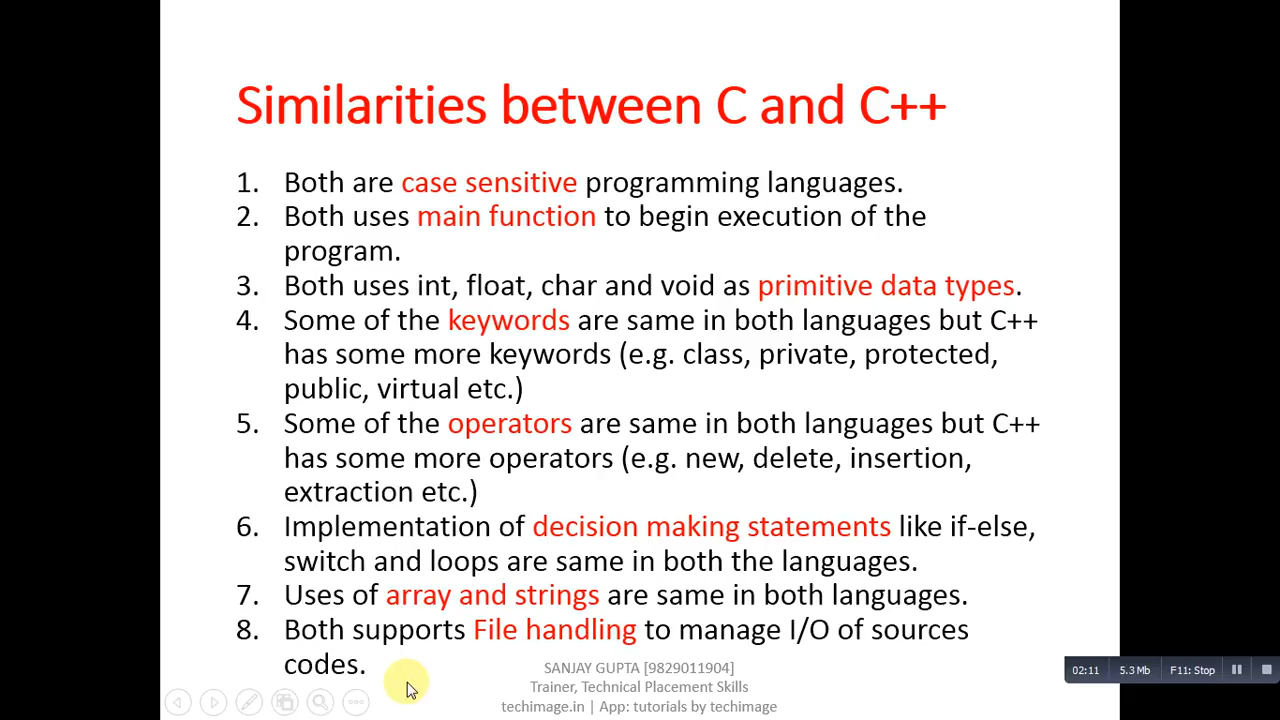 Similarities between C and C++
1. Both are case sensitive programming languages.
2. Both uses main function to begin execution of the
program.
3. Both uses int, float, char and void as primitive data types.
4. Some of the keywords are same in both languages but C++
has some more keywords (e.g. class, private, protected,
public, virtual etc.)
5. Some of the operators are same in both languages but C++
has some more operators (e.g. new, delete, insertion,
extraction etc.)
6. Implementation of decision making statements like if-else,
switch and loops are same in both the languages.
7. Uses of array and strings are same in both languages.
8. Both supports File handling to manage I/O of sources
codes.
SANJAY GUPTA [9829011904]
Trainer, Technical Placement Skills
techimage.in | App: tutorials by techimage
02:11 5.3 Mb F11: Stop